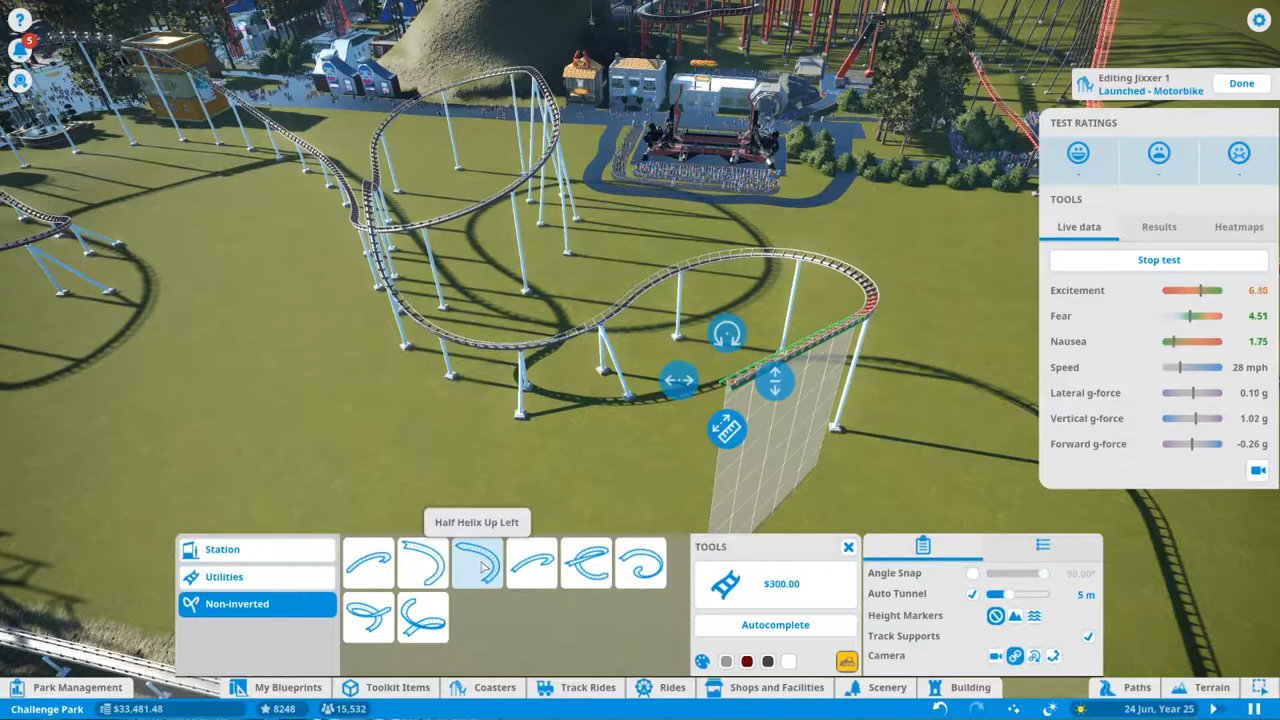 ?
5
Editing Jixxer 1
Launched - Motorbike
Done
TEST RATINGS
-
-
-
TOOLS
Live data
Results
Heatmaps
Stop test
Excitement
6.86
Fear
4.51
Nausea
1.75
Speed
28 mph
Lateral g-force
0.10 g
Vertical g-force
1.02 g
Forward g-force
-0.26 g
Half Helix Up Left
Station
Utilities
Non-inverted
TOOLS
$300.00
Autocomplete
Angle Snap
90.00°
Auto Tunnel
5 m
Height Markers
Track Supports
Camera
Park Management
My Blueprints
Toolkit Items
Coasters
Track Rides
Rides
Shops and Facilities
Scenery
Building
Paths
Terrain
Challenge Park
$33,481.48
8248
15,532
24 Jun, Year 25